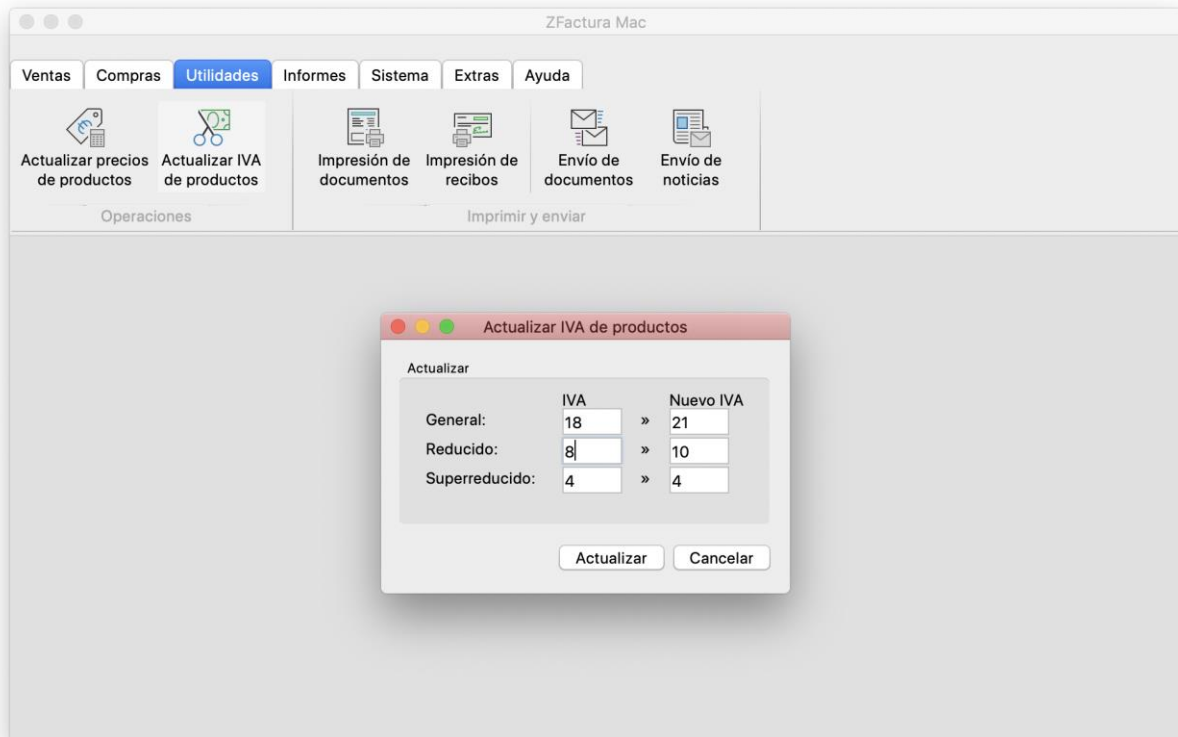 ZFactura Mac
Ventas Compras Utilidades Informes Sistema Extras Ayuda
Actualizar precios de productos
Actualizar IVA de productos
Impresión de documentos
Impresión de recibos
Envío de documentos
Envío de noticias
Operaciones
Imprimir y enviar
Actualizar IVA de productos
Actualizar
IVA Nuevo IVA
General: 18 » 21
Reducido: 8 » 10
Superreducido: 4 » 4
Actualizar Cancelar